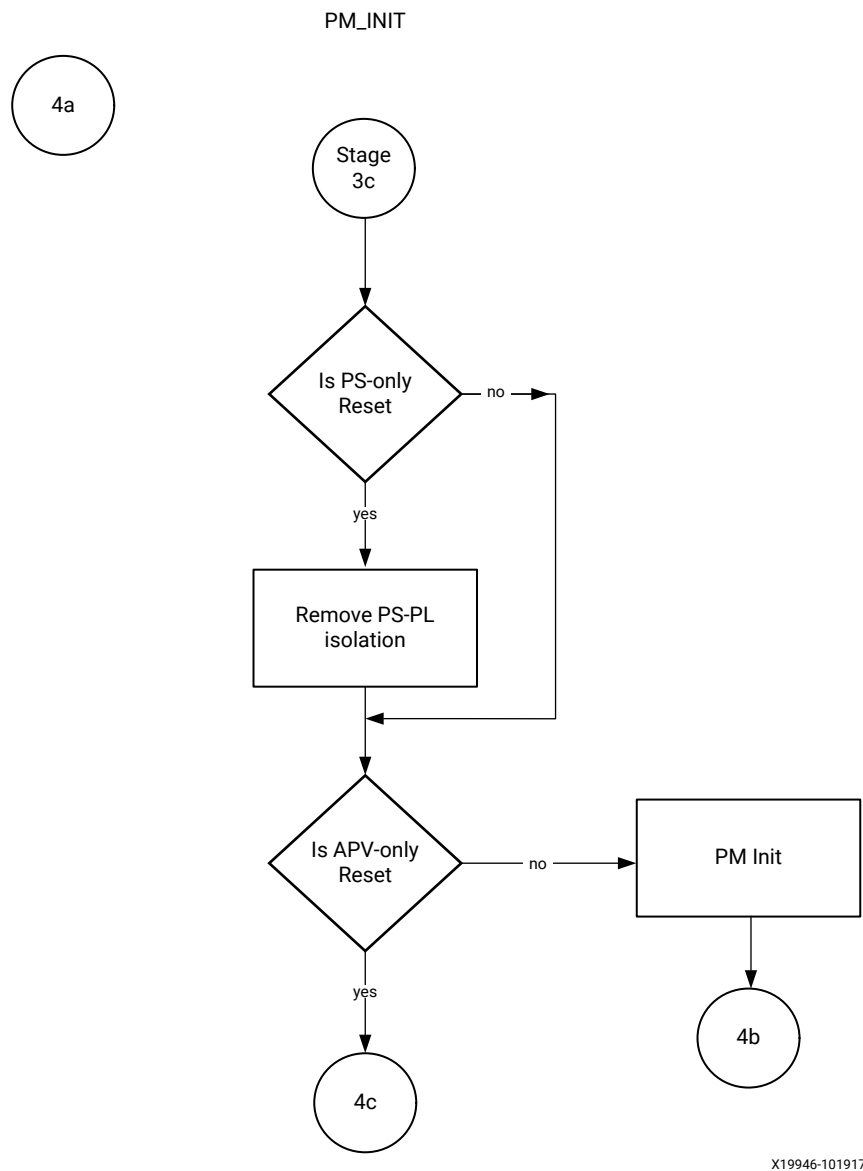 PM_INIT
4a
Stage
3c
Is PS-only
Reset
no
yes
Remove PS-PL
isolation
Is APV-only
Reset
no
PM Init
yes
4b
4c
X19946-101917